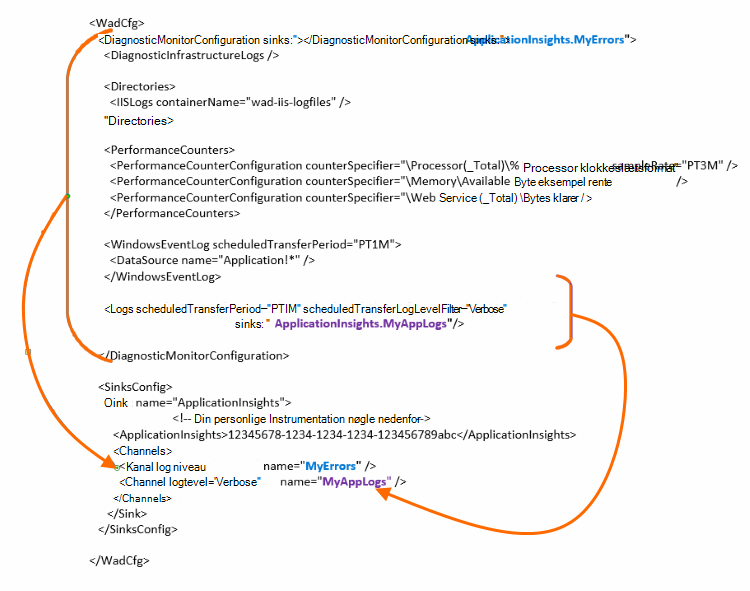 <WadCfg>
<DiagnosticMonitorConfiguration sinks:"></DiagnosticMonitorConfiguration sinks:"> ApplicationInsights.MyErrors">
<DiagnosticInfrastructureLogs />
<Directories>
<IISLogs containerName="wad-iis-logfiles" />
"Directories>
<PerformanceCounters>
<PerformanceCounterConfiguration counterSpecifier="\Processor(_Total)\% Processor sampleRate="PT3M" />
<PerformanceCounterConfiguration counterSpecifier="\Memory\Available Byte eksempel rente />
<PerformanceCounterConfiguration counterSpecifier="\Web Service (_Total) \Bytes klarer / >
</PerformanceCounters>
<WindowsEventLog scheduledTransferPeriod="PT1M">
<DataSource name="Application!*" />
</WindowsEventLog>
<Logs scheduledTransferPeriod="PTIM" scheduledTransferLogLevelFilter="Verbose"
sinks: " ApplicationInsights.MyAppLogs"/>
</DiagnosticMonitorConfiguration>
<SinksConfig>
Oink name="ApplicationInsights">
<!-- Din personlige Instrumentation nøgle nedenfor->
<ApplicationInsights>12345678-1234-1234-1234-123456789abc</ApplicationInsights>
<Channels>
<Kanal log niveau name="MyErrors" />
<Channel logtevel="Verbose" name="MyAppLogs" />
</Channels>
</Sink>
</SinksConfig>
</WadCfg>